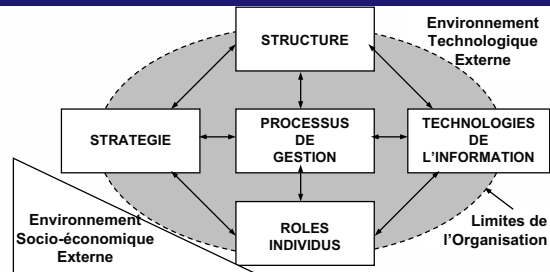 STRUCTURE
Environnement
Technologique
Externe
STRATEGIE
PROCESSUS
DE
GESTION
TECHNOLOGIES
DE
L'INFORMATION
Environnement
Socio-économique
Externe
ROLES
INDIVIDUS
Limites de
l'Organisation